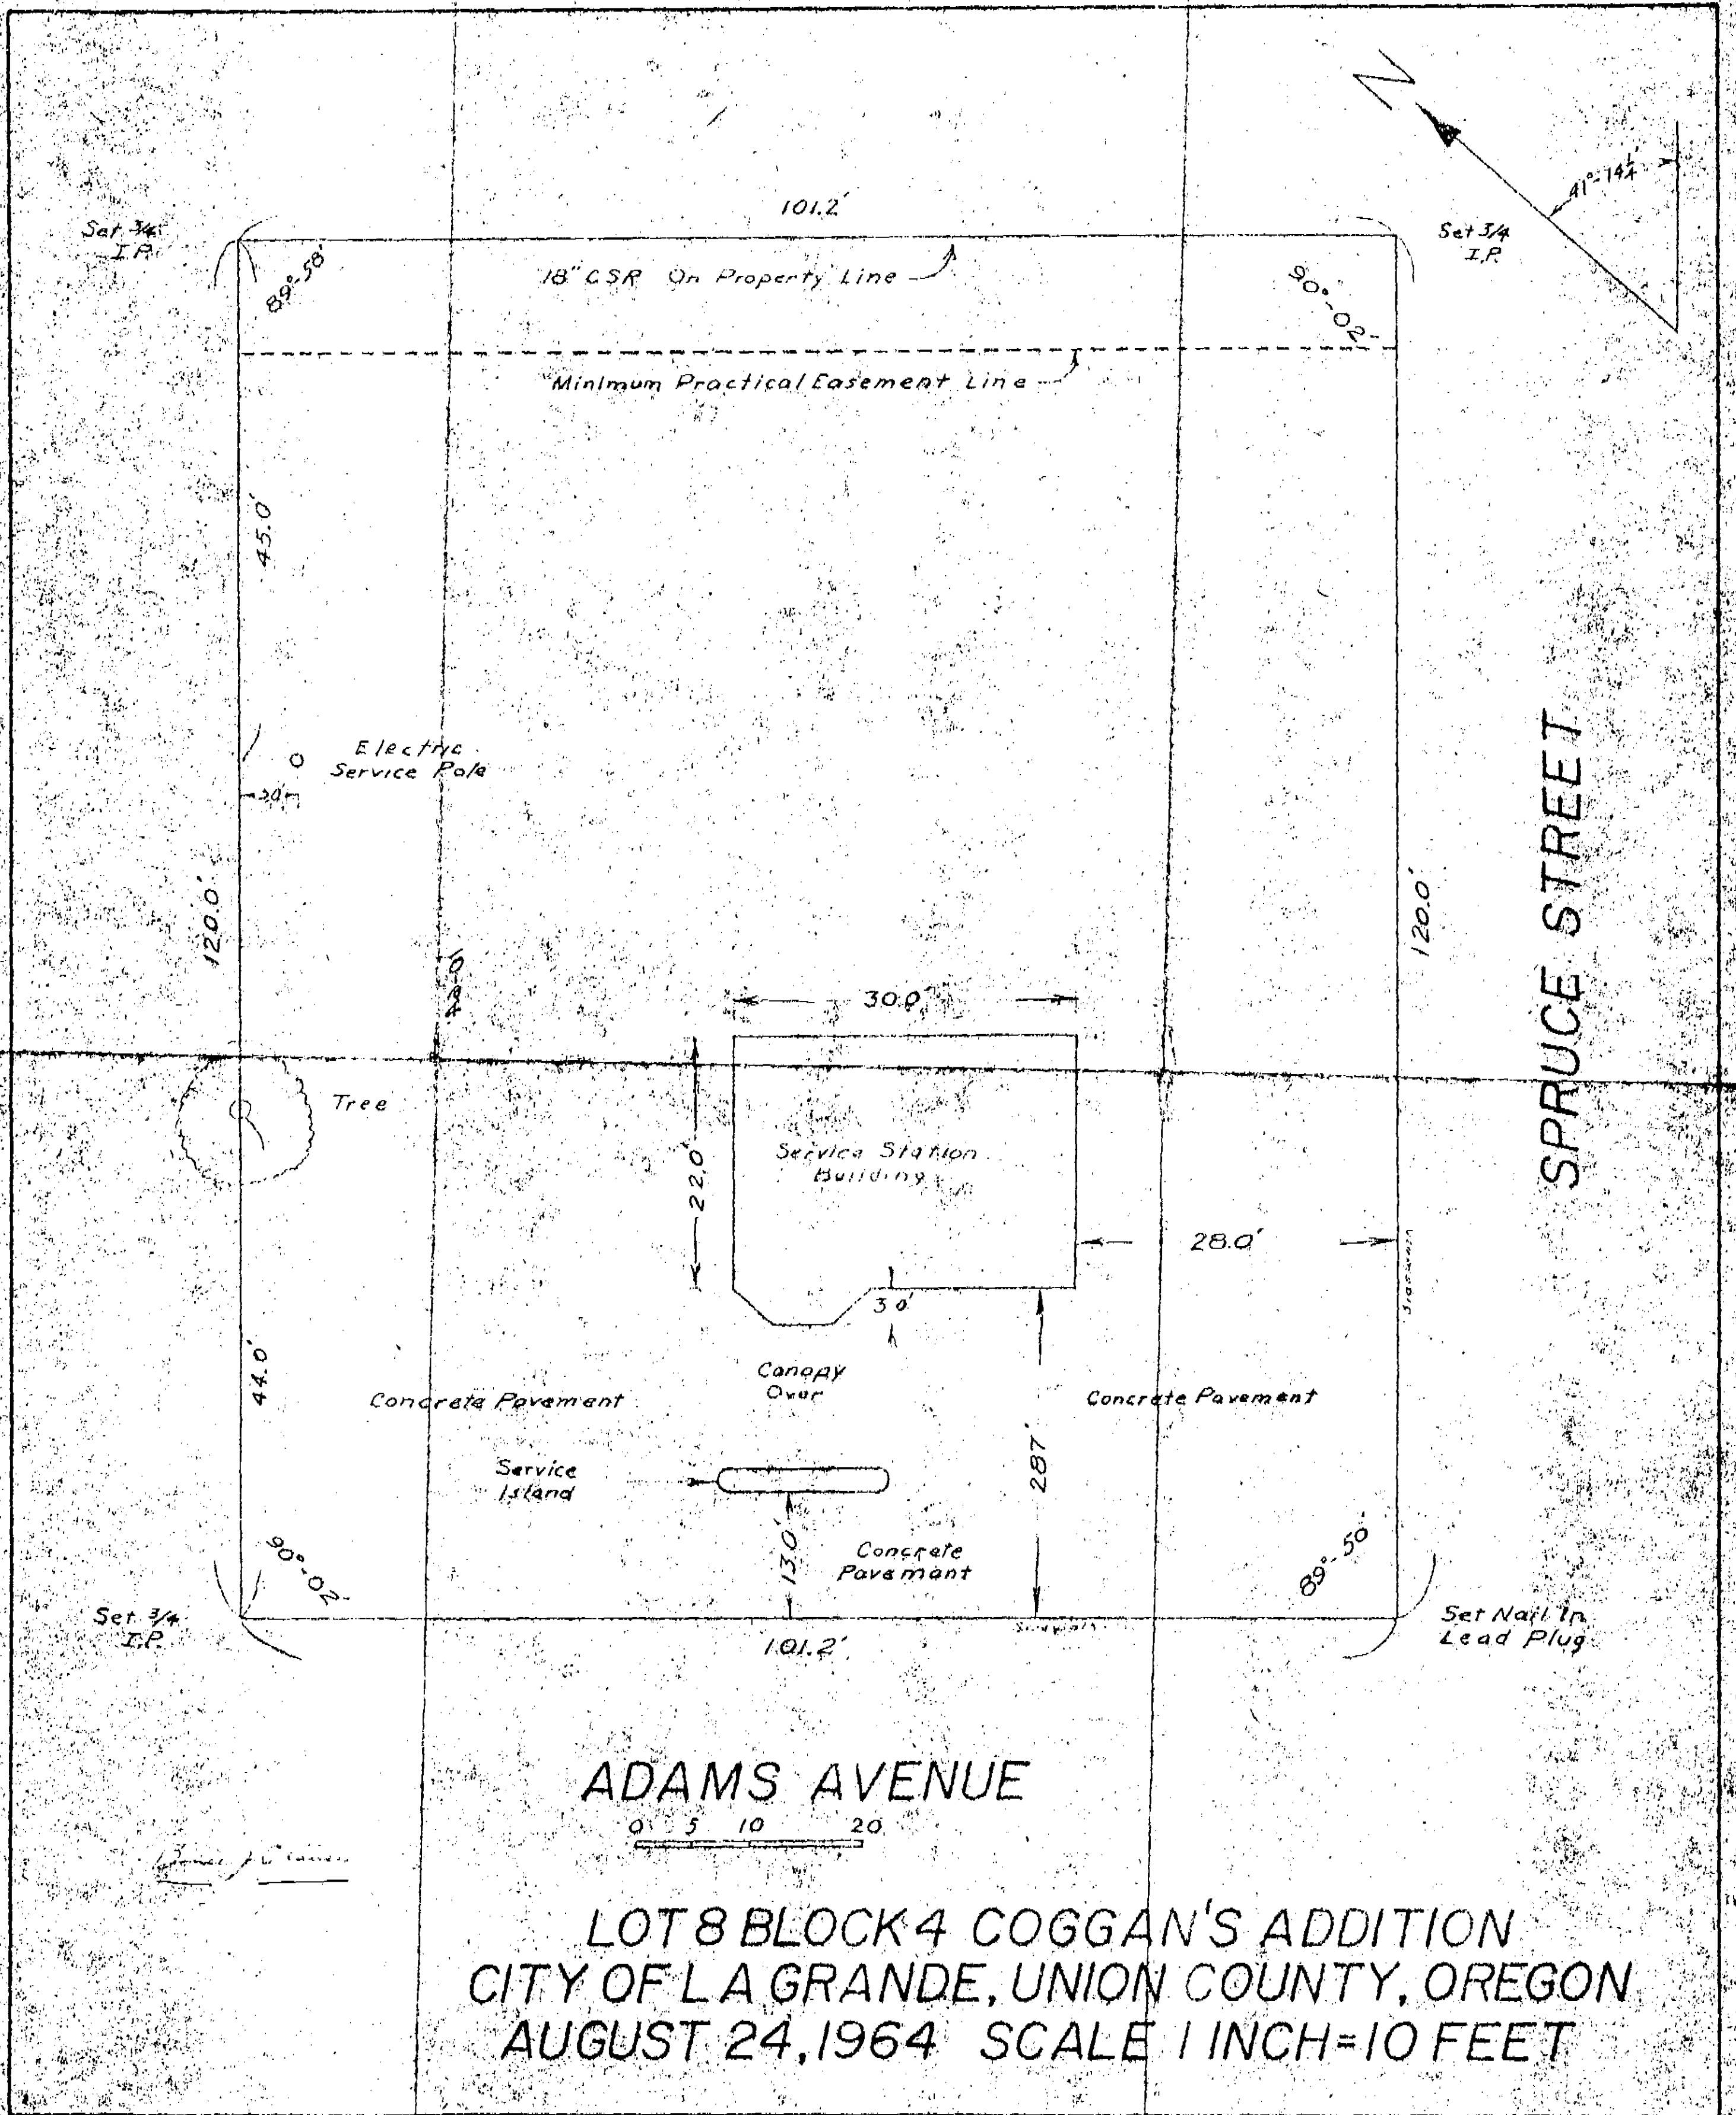 N
41°-14¼'
101.2'
Set 3/4
I.P.
Set 3/4
I.P.
89°-58'
18" CSR On Property Line
90°-02'
Minimum Practical Easement Line
45.0'
Electric
Service Pole
120.0'
120.0'
SPRUCE STREET
30.0'
Tree
22.0'
Service Station
Building
28.0'
Sidewalk
3.0'
44.0'
Canopy
Over
Concrete Pavement
Concrete Pavement
28.7'
Service
Island
13.0'
Concrete
Pavement
90°-02'
89°-50'
Set 3/4
I.P.
Set Nail In
Lead Plug
Sidewalk
101.2'
ADAMS AVENUE
0 5 10 20
LOT 8 BLOCK 4 COGGAN'S ADDITION
CITY OF LA GRANDE, UNION COUNTY, OREGON
AUGUST 24, 1964 SCALE 1 INCH=10 FEET